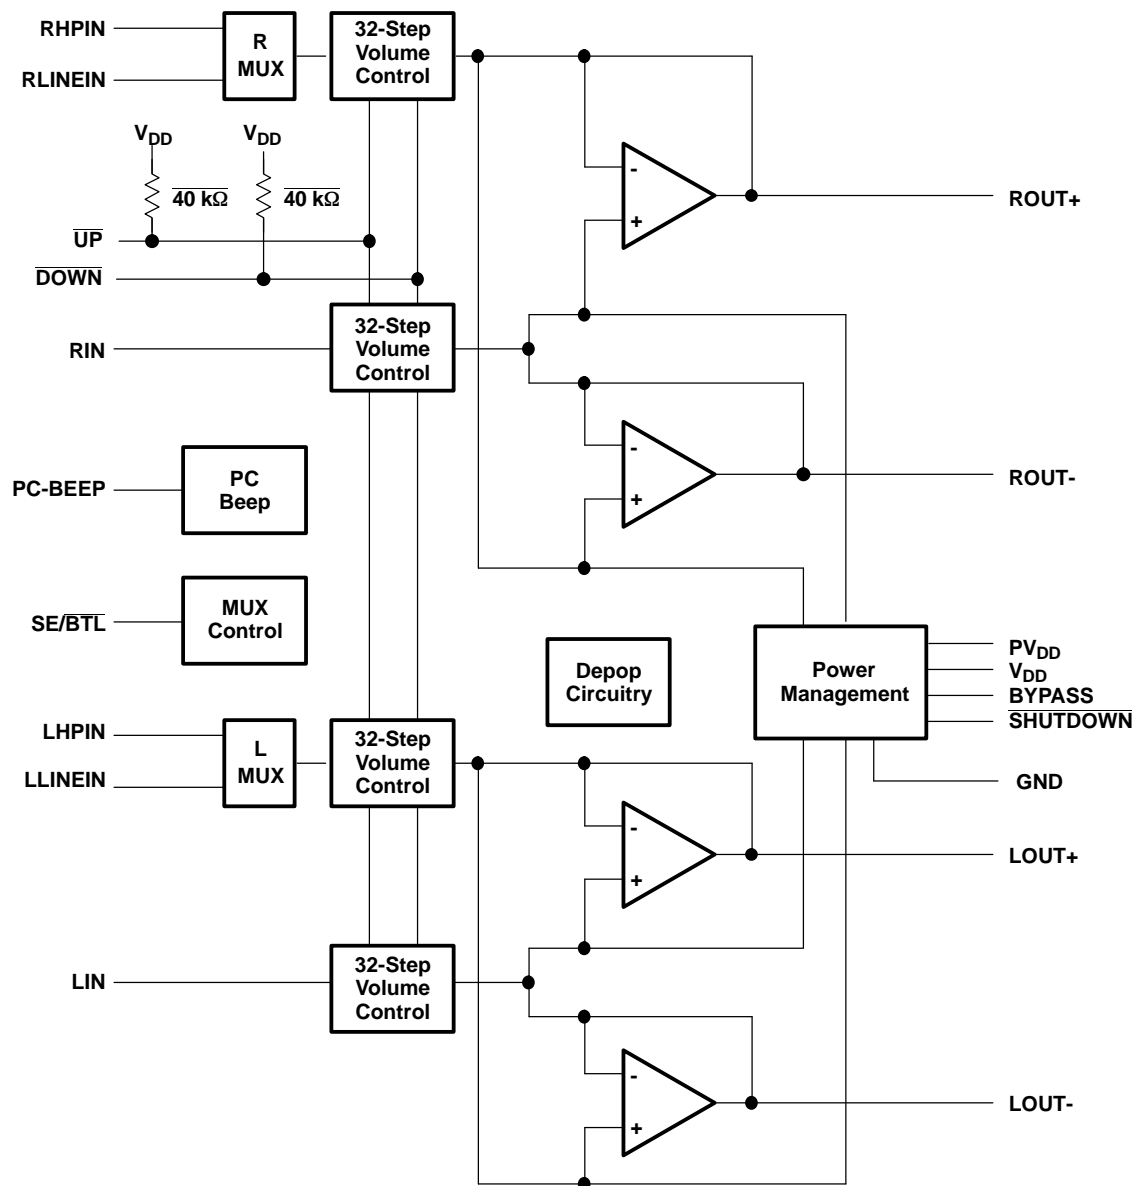 RHPIN
RLINEIN
R
MUX
32-Step
Volume
Control
VDD
VDD
40 kΩ
40 kΩ
UP
DOWN
-
+
ROUT+
RIN
32-Step
Volume
Control
-
+
ROUT-
PC-BEEP
PC
Beep
SE/BTL
MUX
Control
Depop
Circuitry
Power
Management
PVDD
VDD
BYPASS
SHUTDOWN
GND
LHPIN
LLINEIN
L
MUX
32-Step
Volume
Control
-
+
LOUT+
LIN
32-Step
Volume
Control
-
+
LOUT-